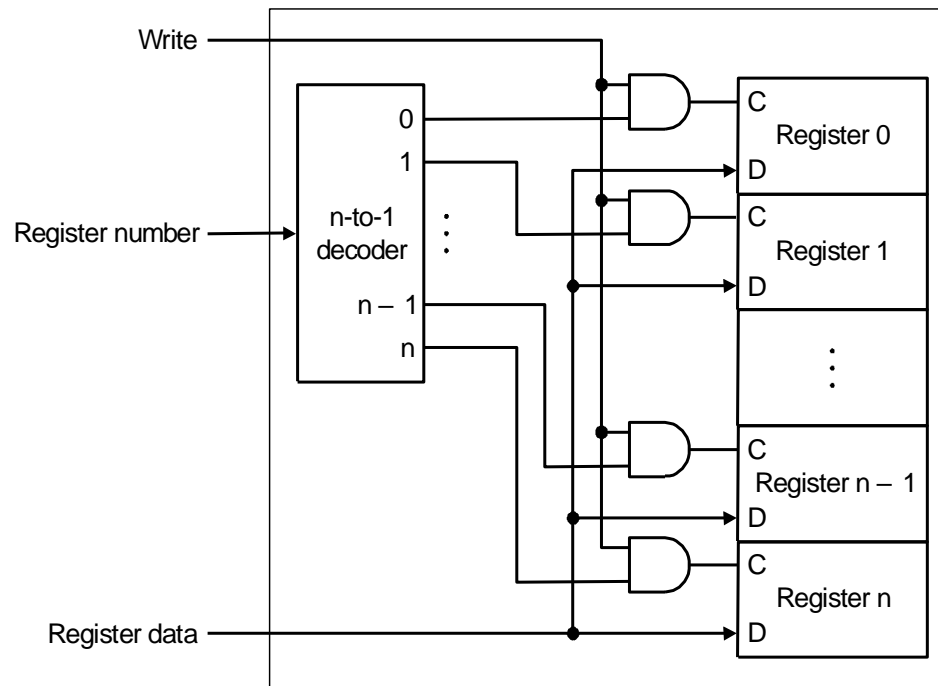 Write
0
1
n-to-1
decoder
n – 1
n
Register number
Register data
C
Register 0
D
C
Register 1
D
C
Register n – 1
D
C
Register n
D